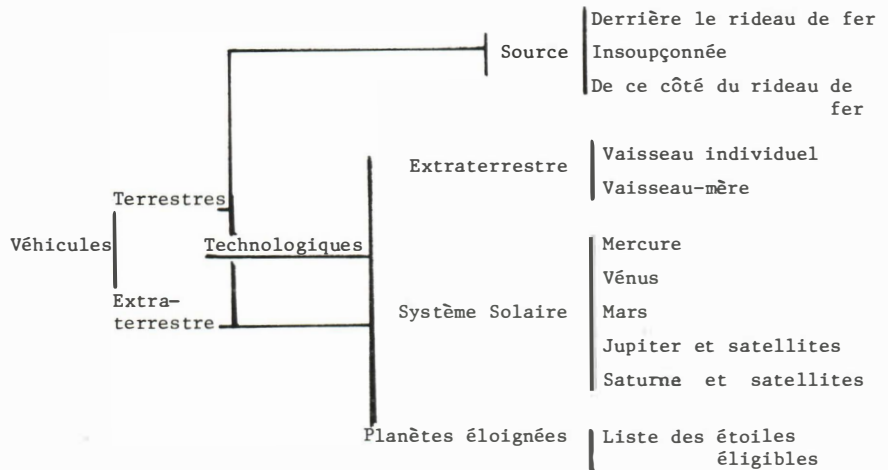 Derrière le rideau de fer
Source
Insoupçonnée
De ce côté du rideau de
fer
Extraterrestre
Vaisseau individuel
Vaisseau-mère
Terrestres
Véhicules
Technologiques
Mercure
Vénus
Extra-
terrestre
Système Solaire
Mars
Jupiter et satellites
Saturne et satellites
Planètes éloignées
Liste des étoiles
éligibles